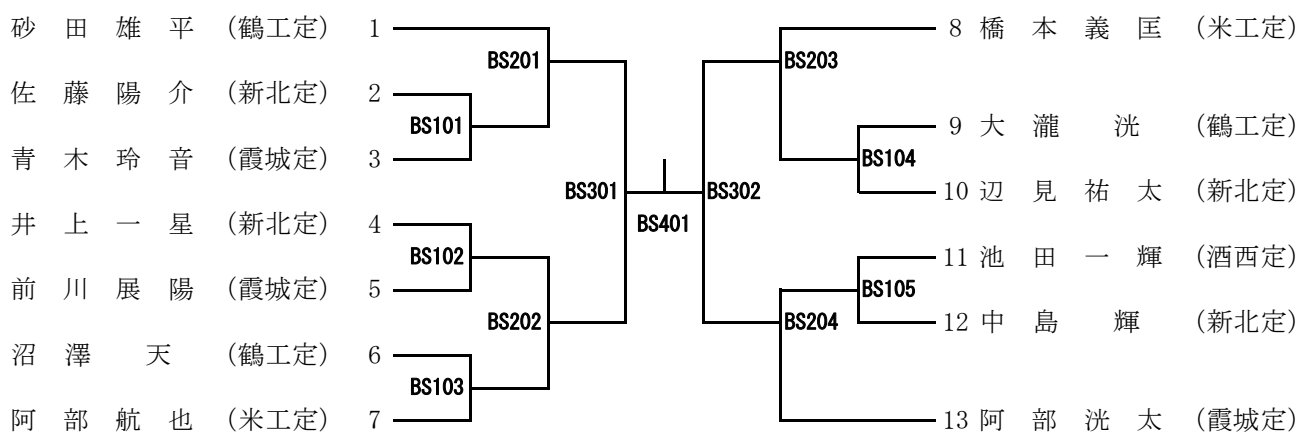 砂田雄平 (鶴工定) 1
BS201
佐藤陽介 (新北定) 2
BS101
青木玲音 (霞城定) 3
BS301
井上一星 (新北定) 4
BS102
前川展陽 (霞城定) 5
BS202
沼澤天 (鶴工定) 6
BS103
阿部航也 (米工定) 7
BS401
8 橋本義匡 (米工定)
BS203
9 大瀧洸 (鶴工定)
BS104
10 辺見祐太 (新北定)
BS302
11 池田一輝 (酒西定)
BS105
BS204
12 中島輝 (新北定)
13 阿部洸太 (霞城定)